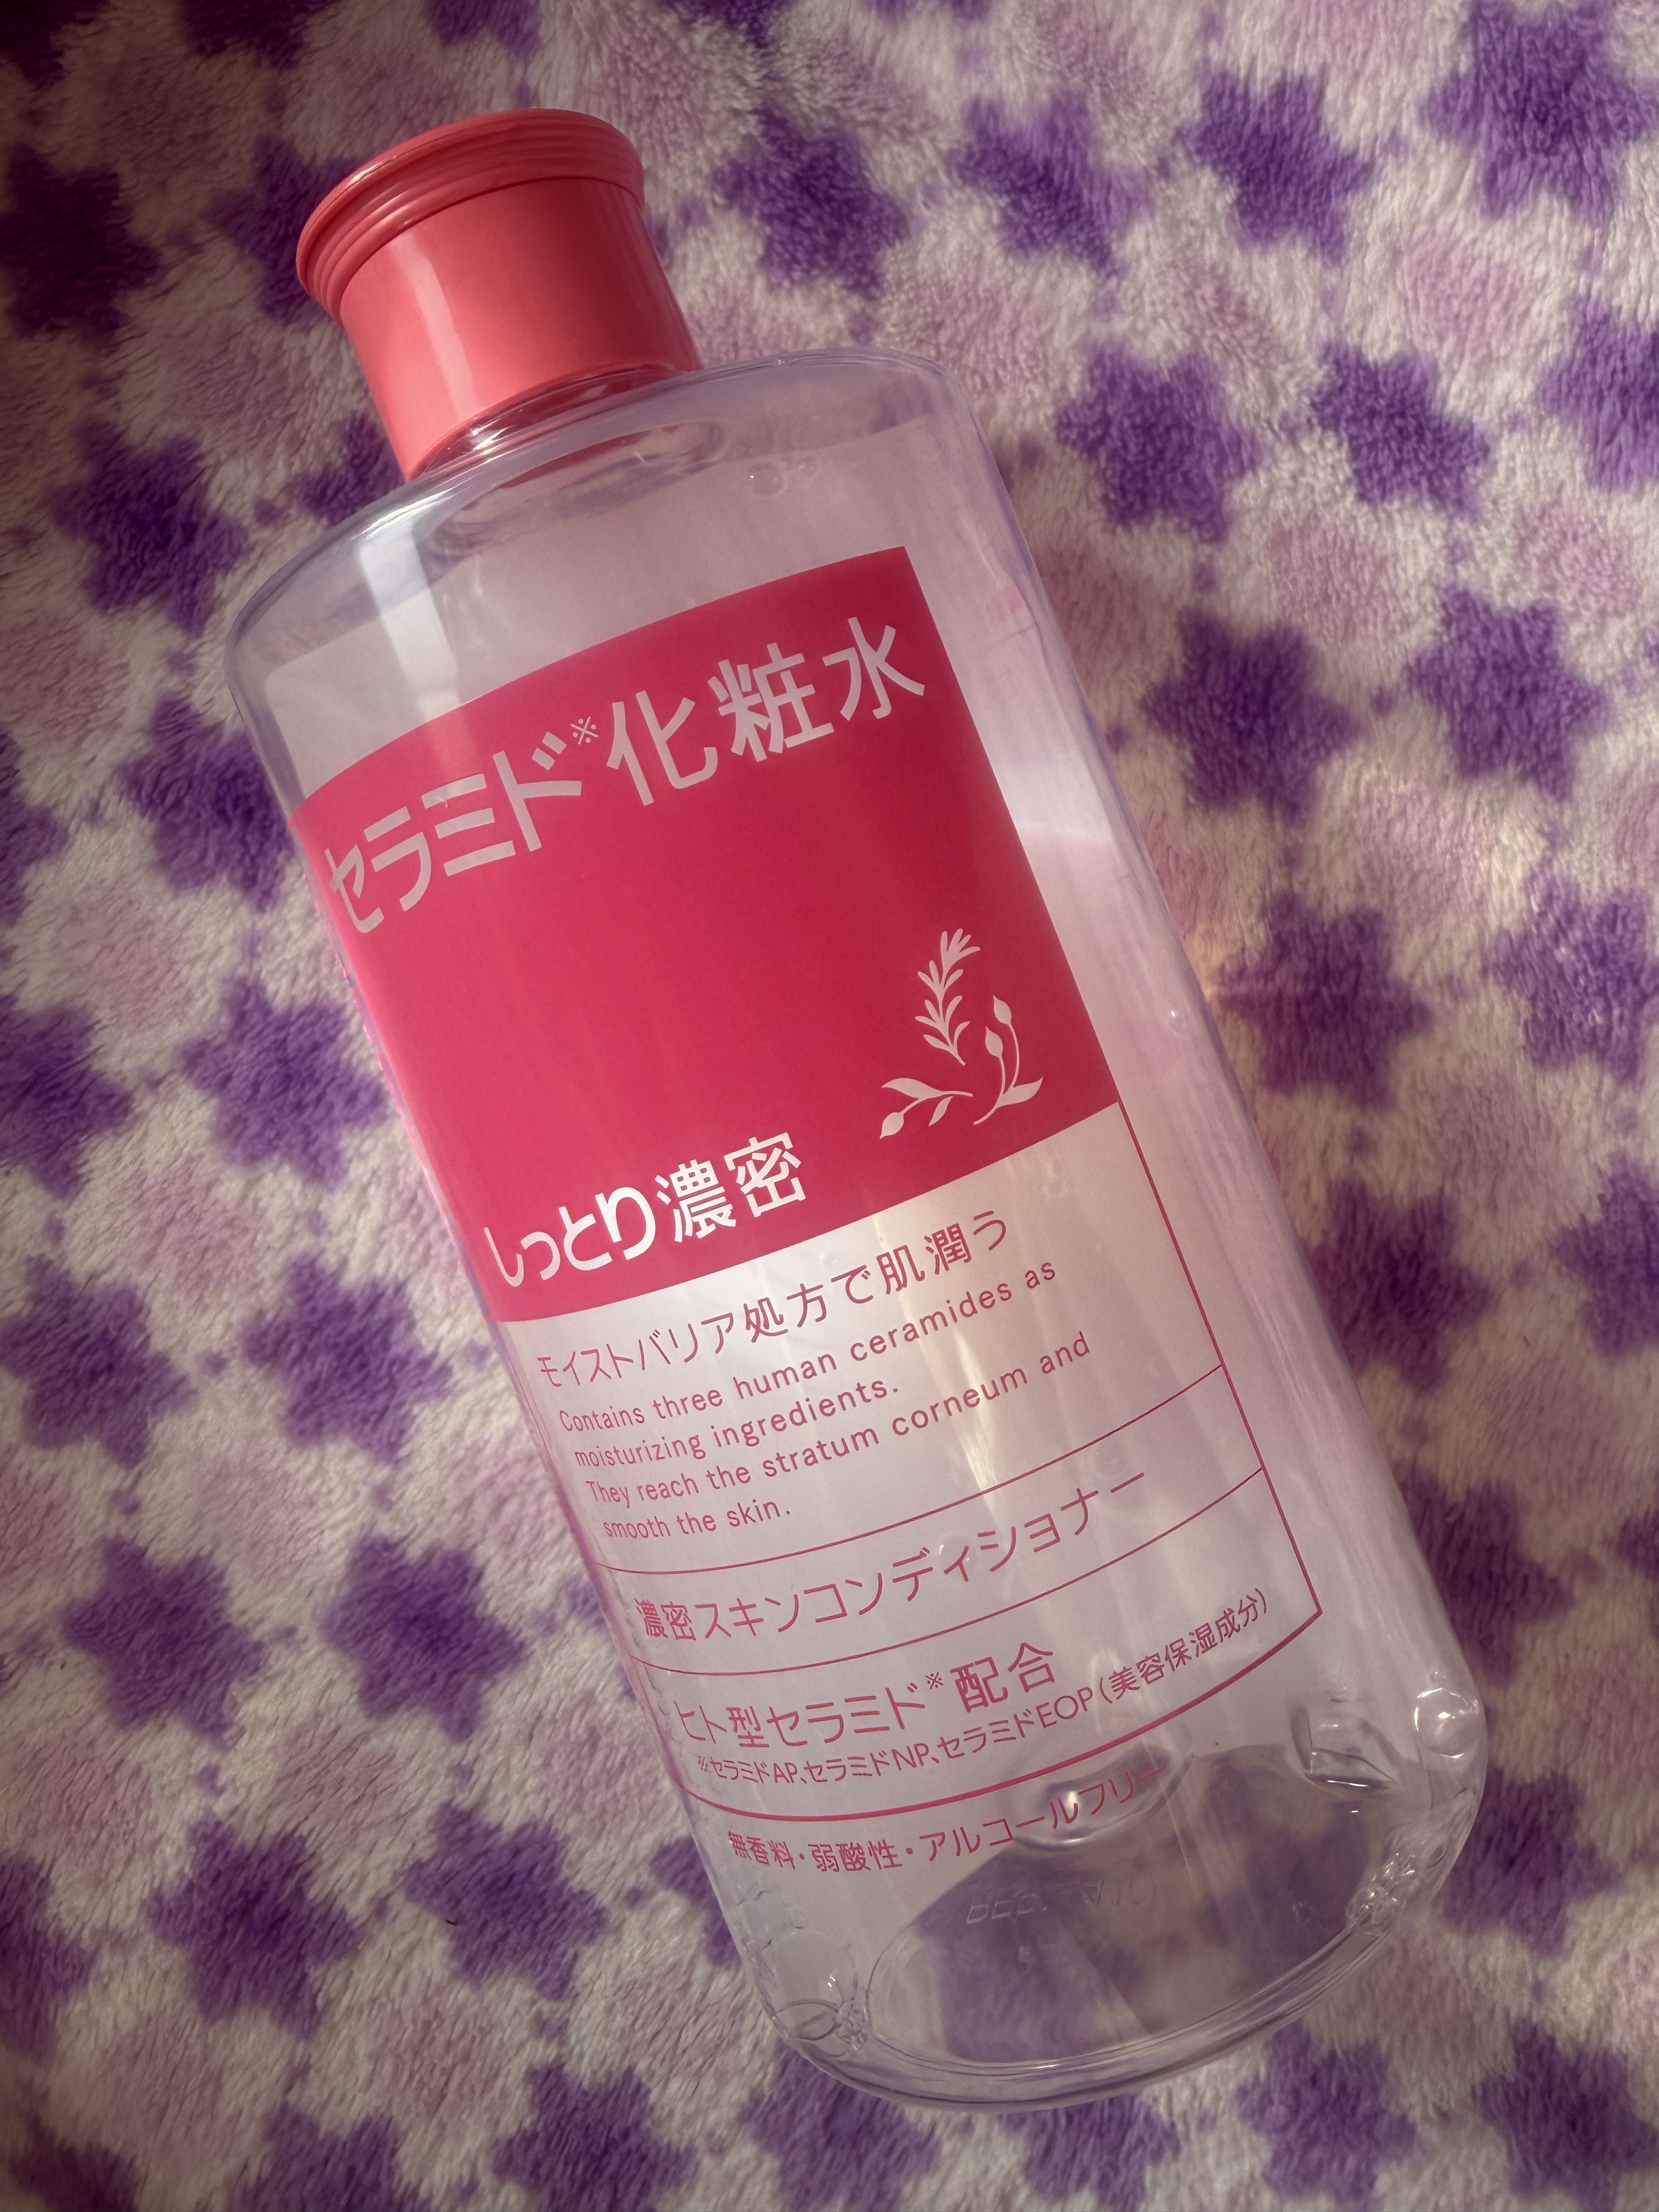 セラミド※化粧水
しっとり濃密
モイストバリア処方で肌潤う
Contains three human ceramides as
moisturizing ingredients.
They reach the stratum corneum and
smooth the skin.
濃密スキンコンディショナー
ヒト型セラミド※配合
※セラミドAP、セラミドNP、セラミドEOP(美容保湿成分)
無香料・弱酸性・アルコールフリー